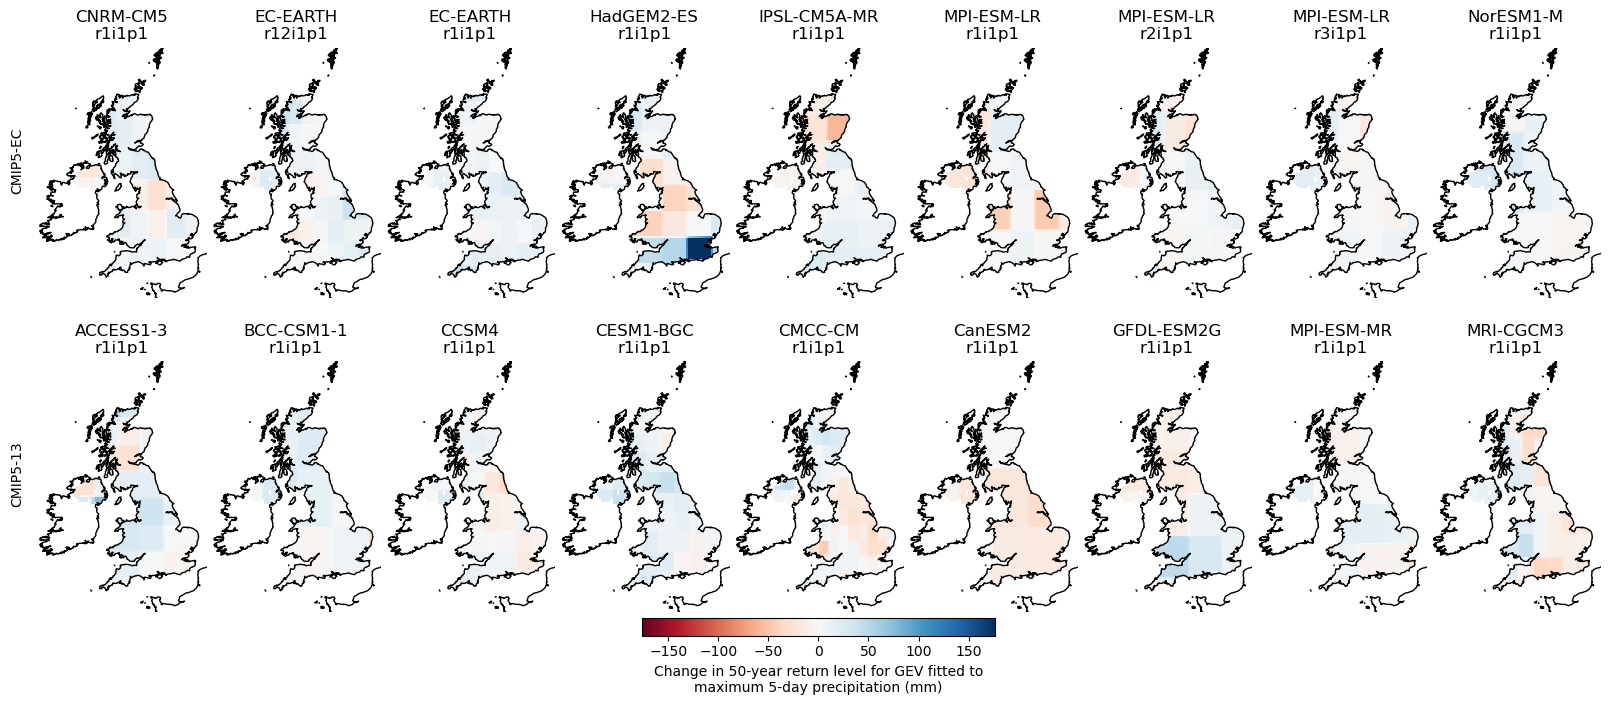 CNRM-CM5 EC-EARTH EC-EARTH HadGEM2-ES IPSL-CM5A-MR MPI-ESM-LR MPI-ESM-LR MPI-ESM-LR NorESM1-M
r1i1p1 r12i1p1 r1i1p1 r1i1p1 r1i1p1 r1i1p1 r2i1p1 r3i1p1 r1i1p1
CMIP5-EC
ACCESS1-3 BCC-CSM1-1 CCSM4 CESM1-BGC CMCC-CM CanESM2 GFDL-ESM2G MPI-ESM-MR MRI-CGCM3
r1i1p1 r1i1p1 r1i1p1 r1i1p1 r1i1p1 r1i1p1 r1i1p1 r1i1p1 r1i1p1
CMIP5-13
−150 −100 −50 0 50 100 150
Change in 50-year return level for GEV fitted to
maximum 5-day precipitation (mm)